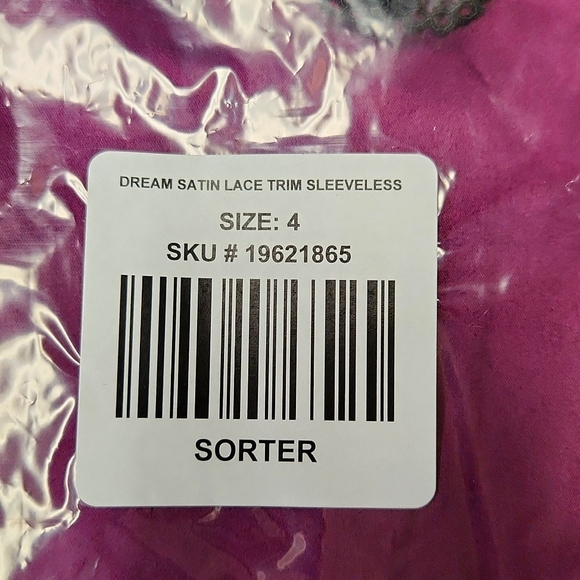 DREAM SATIN LACE TRIM SLEEVELESS
SIZE: 4
SKU # 19621865
SORTER